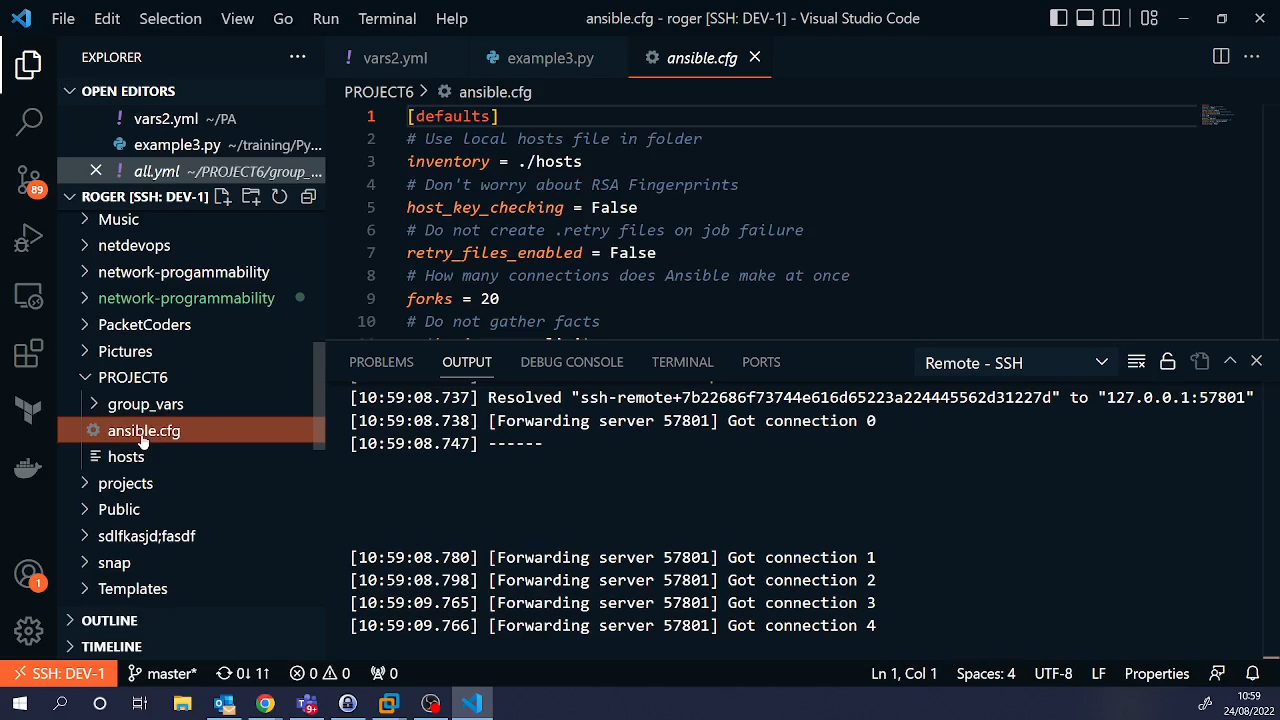 File Edit Selection View Go Run Terminal Help
ansible.cfg - roger [SSH: DEV-1] - Visual Studio Code
EXPLORER
OPEN EDITORS
vars2.yml ~/PA
example3.py ~/training/Py...
all.yml ~/PROJECT6/group_...
ROGER [SSH: DEV-1]
Music
netdevops
network-progammability
network-programmability
PacketCoders
Pictures
PROJECT6
group_vars
ansible.cfg
hosts
projects
Public
sdlfkasjd;fasdf
snap
Templates
OUTLINE
TIMELINE
89
1
vars2.yml example3.py ansible.cfg
PROJECT6 > ansible.cfg
1 [defaults]
2 # Use local hosts file in folder
3 inventory = ./hosts
4 # Don't worry about RSA Fingerprints
5 host_key_checking = False
6 # Do not create .retry files on job failure
7 retry_files_enabled = False
8 # How many connections does Ansible make at once
9 forks = 20
10 # Do not gather facts
PROBLEMS OUTPUT DEBUG CONSOLE TERMINAL PORTS Remote - SSH
[10:59:08.737] Resolved "ssh-remote+7b22686f73744e616d65223a224445562d31227d" to "127.0.0.1:57801"
[10:59:08.738] [Forwarding server 57801] Got connection 0
[10:59:08.747] ------
[10:59:08.780] [Forwarding server 57801] Got connection 1
[10:59:08.798] [Forwarding server 57801] Got connection 2
[10:59:09.765] [Forwarding server 57801] Got connection 3
[10:59:09.766] [Forwarding server 57801] Got connection 4
SSH: DEV-1 master* 0↓ 1↑ 0 0 0 Ln 1, Col 1 Spaces: 4 UTF-8 LF Properties
9+
10:59
24/08/2022